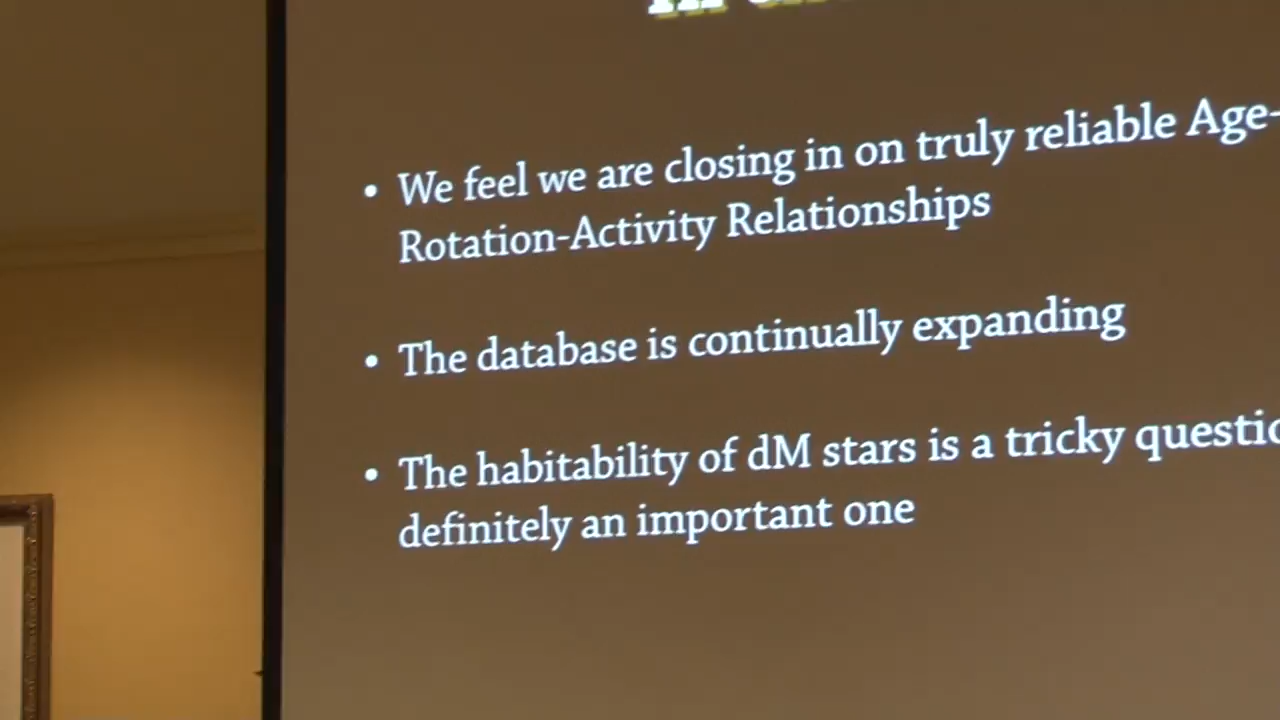 • We feel we are closing in on truly reliable Age-
Rotation-Activity Relationships
• The database is continually expanding
• The habitability of dM stars is a tricky
definitely an important one